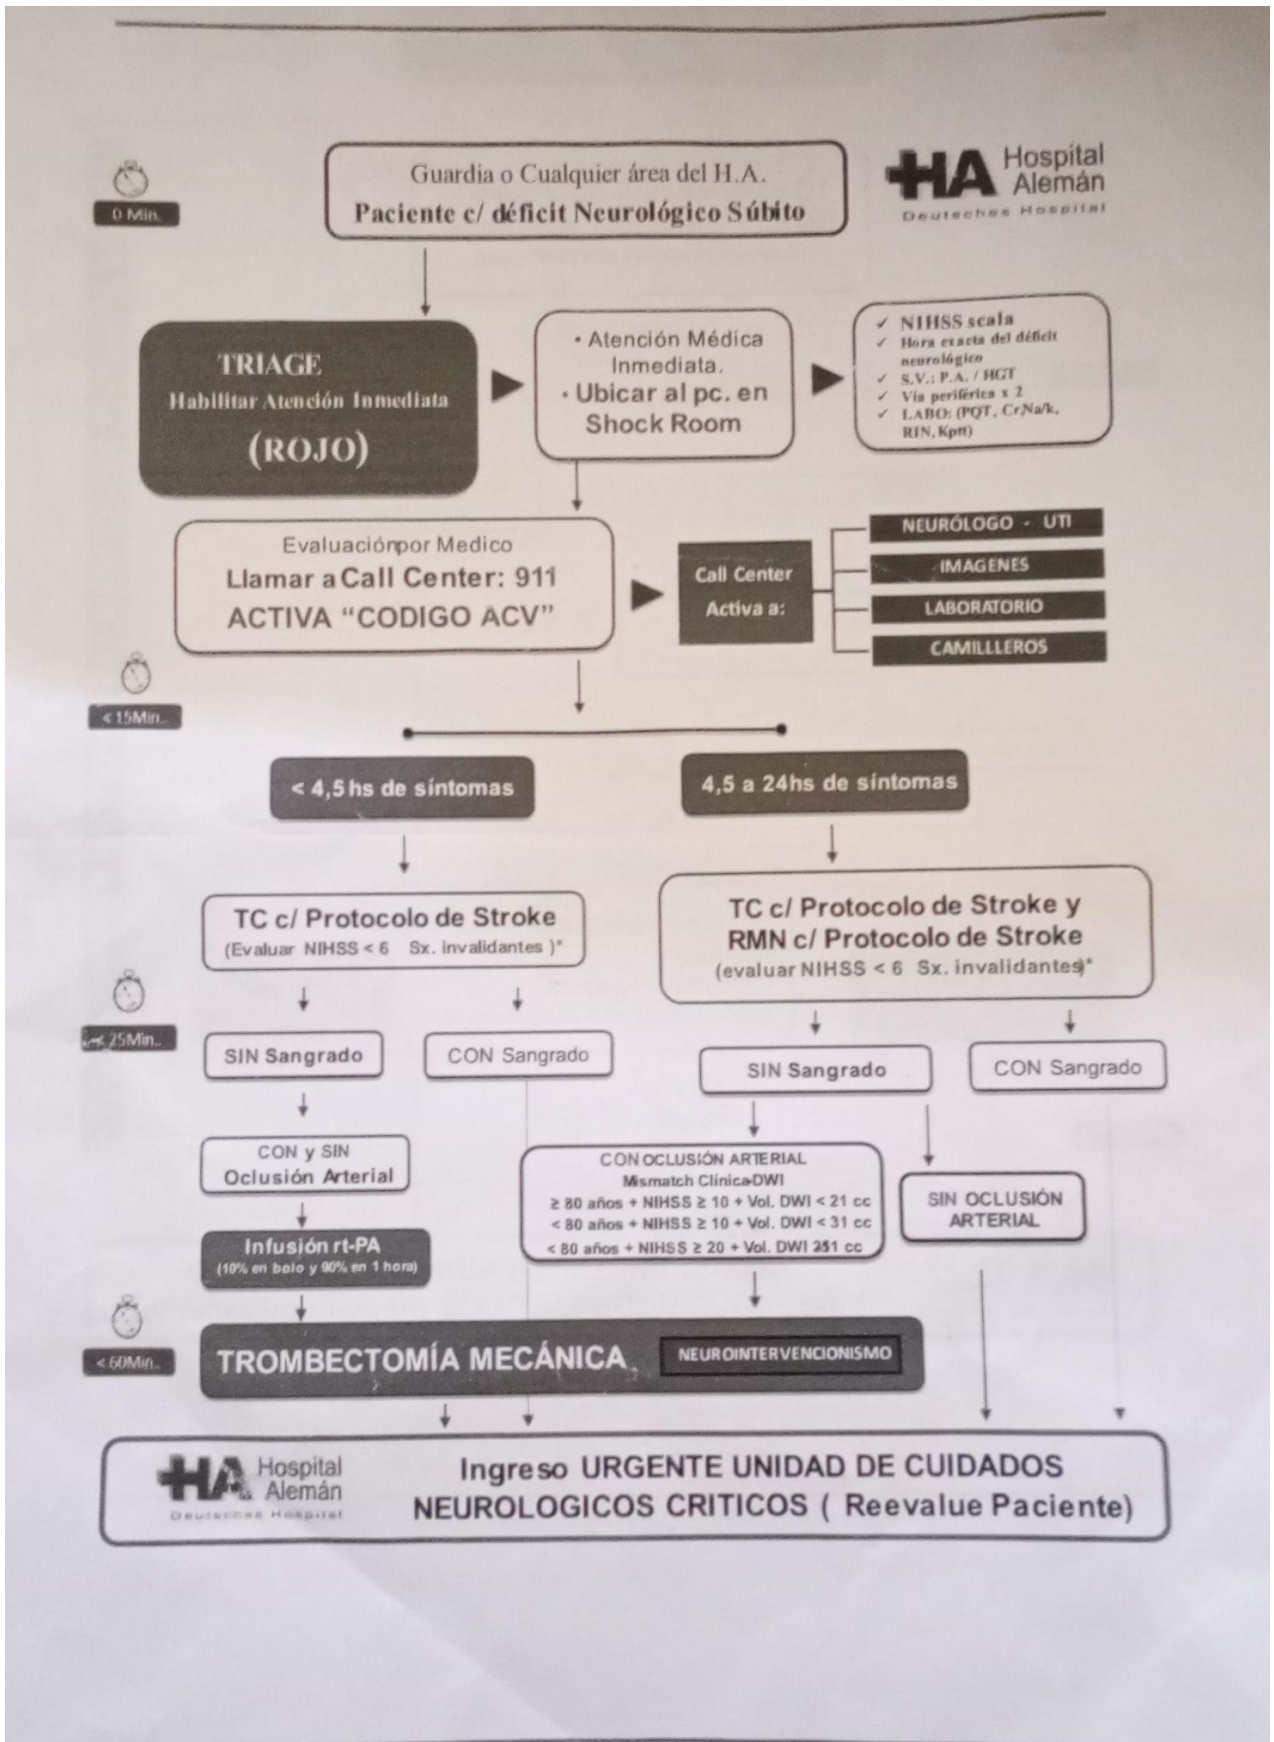 Guardia o Cualquier área del H.A.
Paciente c/ déficit Neurológico Súbito
HA Hospital
Alemán
Deutsches Hospital
0 Min.
TRIAGE
Habilitar Atención Inmediata
(ROJO)
• Atención Médica
Inmediata.
• Ubicar al pc. en
Shock Room
✓ NIHSS scala
✓ Hora exacta del déficit
neurológico
✓ S.V.: P.A. / HGT
✓ Vía periférica x 2
✓ LABO: (PQT, Cr,Na/k,
RIN, Kptt)
Evaluaciónpor Medico
Llamar a Call Center: 911
ACTIVA “CODIGO ACV”
Call Center
Activa a:
NEURÓLOGO - UTI
IMAGENES
LABORATORIO
CAMILLLEROS
< 15Min..
< 4,5hs de síntomas
4,5 a 24hs de síntomas
TC c/ Protocolo de Stroke
(Evaluar NIHSS < 6 Sx. invalidantes )*
TC c/ Protocolo de Stroke y
RMN c/ Protocolo de Stroke
(evaluar NIHSS < 6 Sx. invalidantes)*
< 25Min..
SIN Sangrado
CON Sangrado
SIN Sangrado
CON Sangrado
CON y SIN
Oclusión Arterial
CON OCLUSIÓN ARTERIAL
Mismatch Clínica-DWI
≥ 80 años + NIHSS ≥ 10 + Vol. DWI < 21 cc
< 80 años + NIHSS ≥ 10 + Vol. DWI < 31 cc
< 80 años + NIHSS ≥ 20 + Vol. DWI cc
SIN OCLUSIÓN
ARTERIAL
Infusión rt-PA
(10% en bolo y 90% en 1 hora)
< 60Min..
TROMBECTOMÍA MECÁNICA,
NEUROINTERVENCIONISMO
HA Hospital
Alemán
Deutsches Hospital
Ingreso URGENTE UNIDAD DE CUIDADOS
NEUROLOGICOS CRITICOS ( Reevalue Paciente)